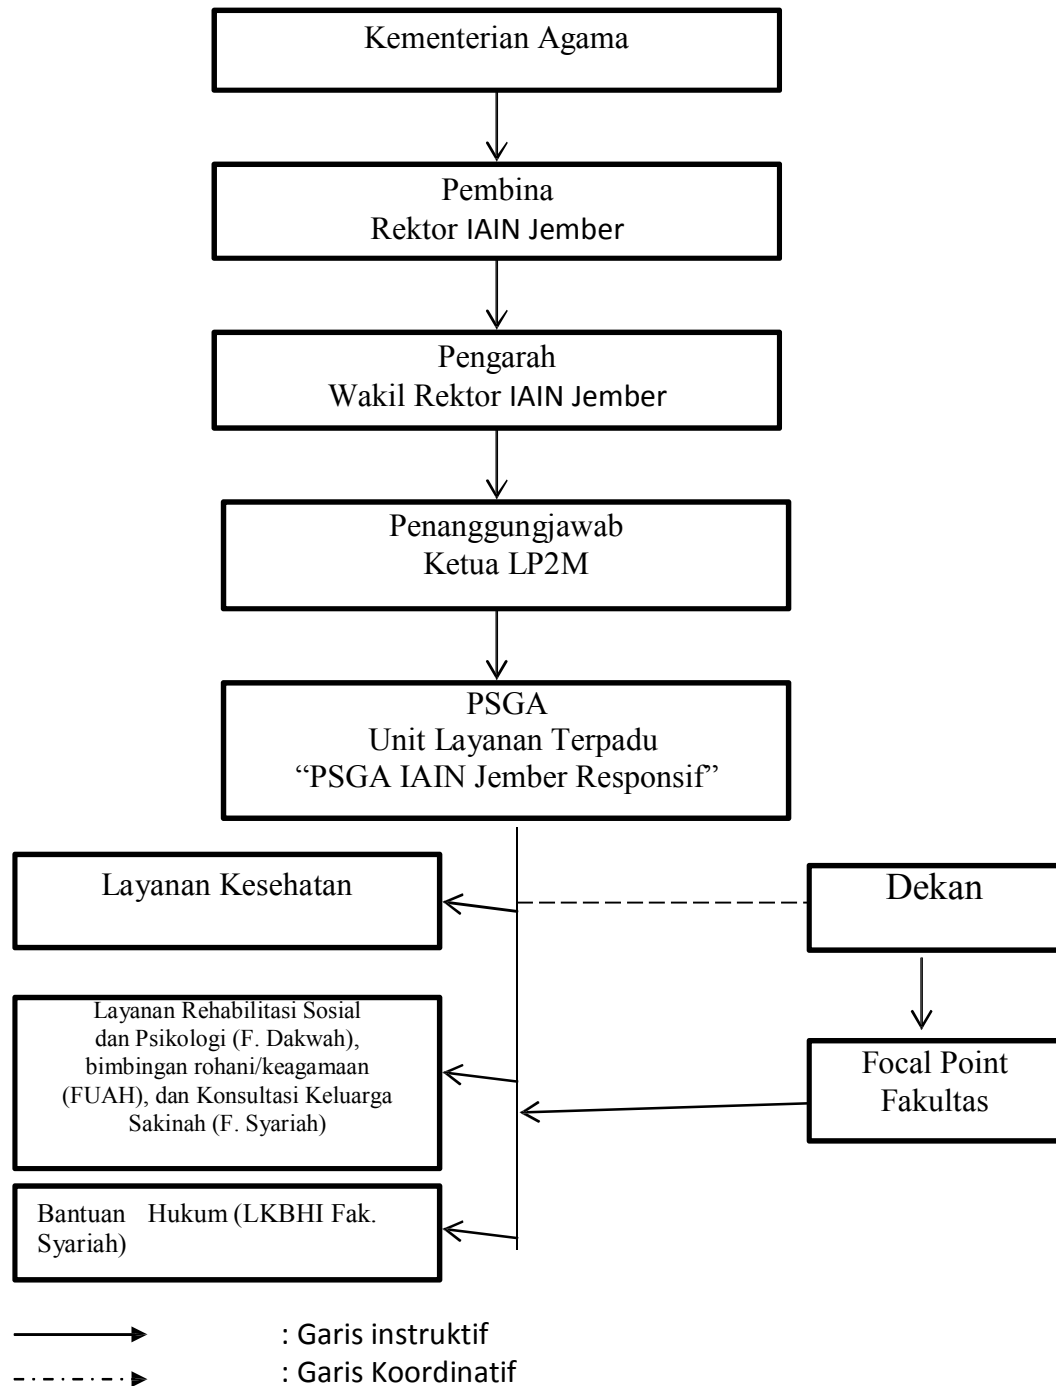 Kementerian Agama
Pembina
Rektor IAIN Jember
Pengarah
Wakil Rektor IAIN Jember
Penanggungjawab
Ketua LP2M
PSGA
Unit Layanan Terpadu
“PSGA IAIN Jember Responsif”
Layanan Kesehatan
Dekan
Layanan Rehabilitasi Sosial
dan Psikologi (F. Dakwah),
bimbingan rohani/keagamaan
(FUAH), dan Konsultasi Keluarga
Sakinah (F. Syariah)
Focal Point
Fakultas
Bantuan Hukum (LKBHI Fak.
Syariah)
: Garis instruktif
: Garis Koordinatif